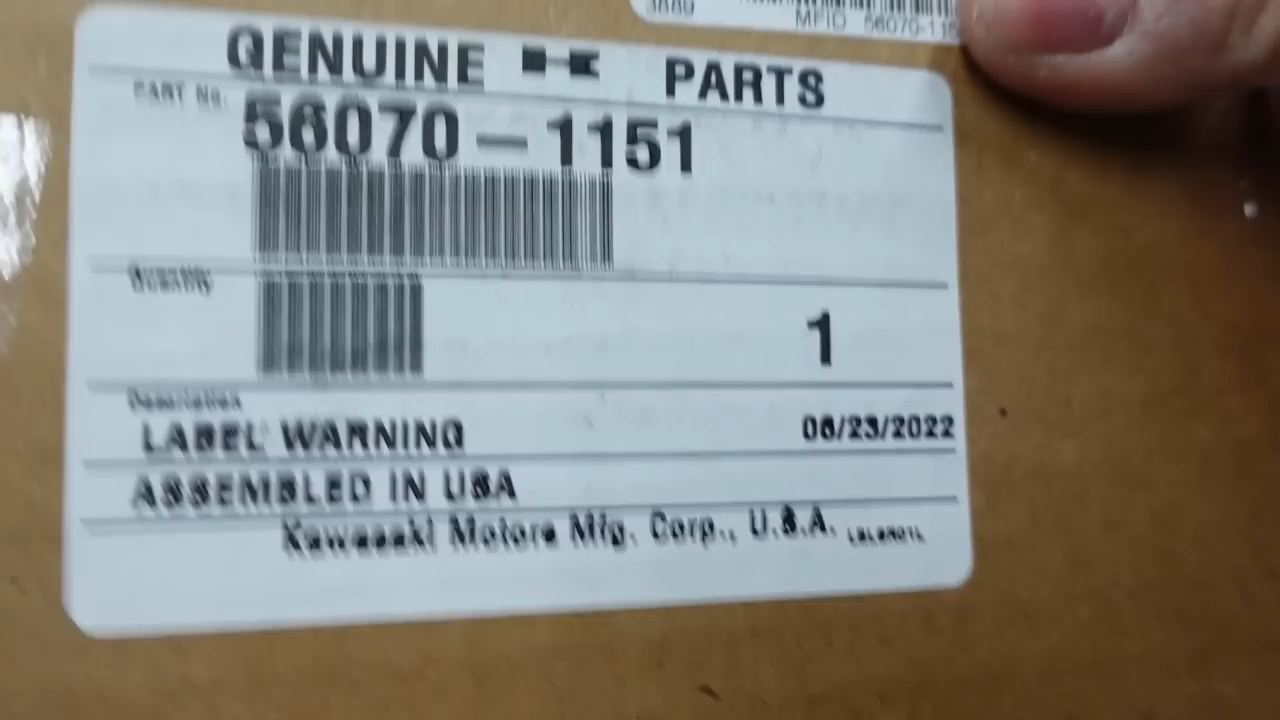 3880
MFID 56070-115
GENUINE PARTS
PART No.
56070-1151
Quantity
1
Description
LABEL WARNING 06/23/2022
ASSEMBLED IN USA
Kawasaki Motors Mfg. Corp., U.S.A.